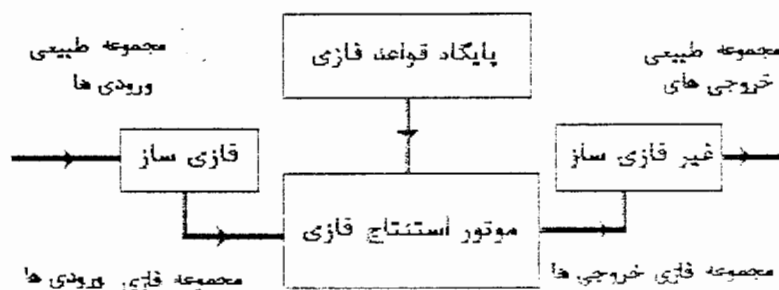 مجموعه طبیعی
ورودی ها
پایگاه قواعد فازی
مجموعه طبیعی
خروجی های
فازی ساز
غیر فازی ساز
موتور استنتاج فازی
مجموعه فازی ورودی ها
مجموعه فازی خروجی ها